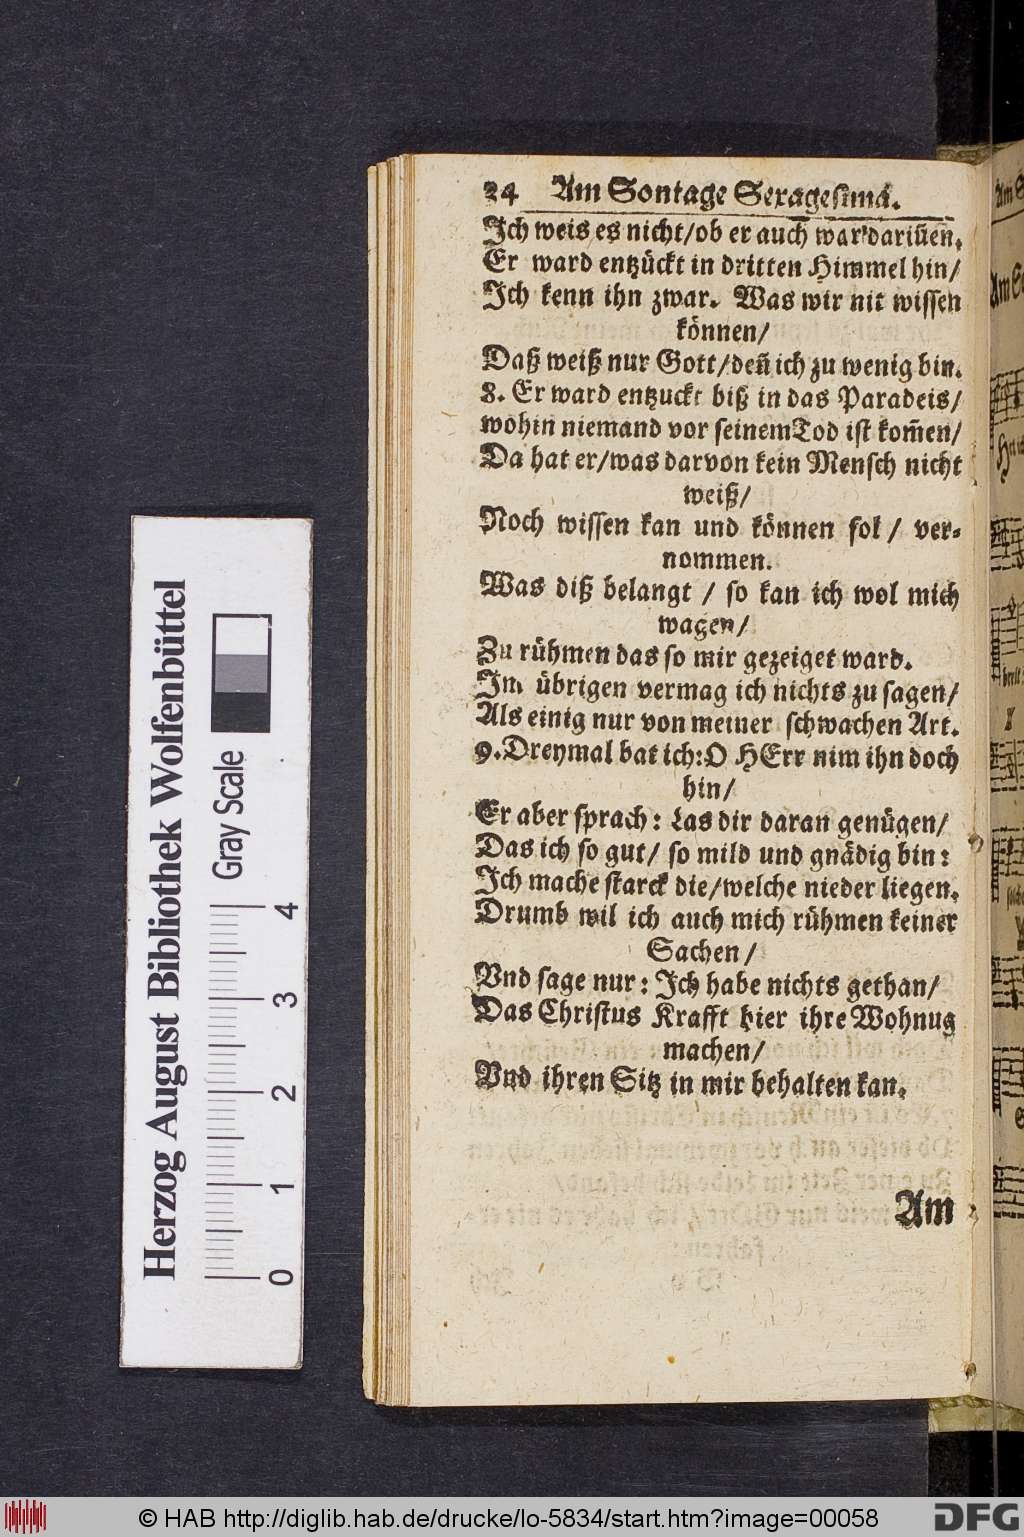 24 Am Sontage Sexagesima.
Ich weis es nicht/ob er auch war dariñen.
Er ward entzückt in dritten Himmel hin/
Ich kenn ihn zwar. Was wir nit wissen
können/
Daß weiß nur Gott/deñ ich zu wenig bin.
8. Er ward entzuckt biß in das Paradeis/
wohin niemand vor seinem Tod ist kom̃en/
Da hat er/was darvon kein Mensch nicht
weiß/
Noch wissen kan und können sol / ver-
nommen.
Was diß belangt / so kan ich wol mich
wagen/
Zu rühmen das so mir gezeiget ward.
Im übrigen vermag ich nichts zu sagen/
Als einig nur von meiner schwachen Art.
9. Dreymal bat ich: O HErr nim ihn doch
hin/
Er aber sprach: Las dir daran genügen/
Das ich so gut/ so mild und gnädig bin:
Ich mache starck die/welche nieder liegen.
Drumb wil ich auch mich rühmen keiner
Sachen /
Vnd sage nur: Ich habe nichts gethan/
Das Christus Krafft hier ihre Wohnug
machen/
Vnd ihren Sitz in mir behalten kan.
Am
Herzog August Bibliothek Wolfenbüttel
Gray Scale
0 1 2 3 4
© HAB http://diglib.hab.de/drucke/lo-5834/start.htm?image=00058
DFG